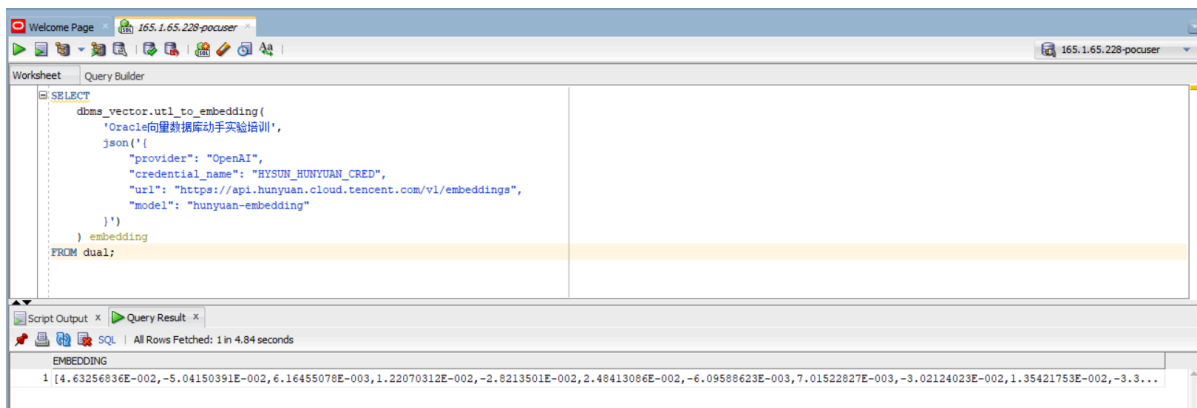 Welcome Page
165.1.65.228-pocuser
165.1.65.228-pocuser
Worksheet Query Builder
SELECT
dbms_vector.utl_to_embedding(
'Oracle向量数据库动手实验培训',
json('{
"provider": "OpenAI",
"credential_name": "HYSUN_HUNYUAN_CRED",
"url": "https://api.hunyuan.cloud.tencent.com/v1/embeddings",
"model": "hunyuan-embedding"
}')
) embedding
FROM dual;
Script Output x Query Result x
SQL | All Rows Fetched: 1 in 4.84 seconds
EMBEDDING
1 [4.63256836E-002,-5.04150391E-002,6.16455078E-003,1.22070312E-002,-2.8213501E-002,2.48413086E-002,-6.09588623E-003,7.01522827E-003,-3.02124023E-002,1.35421753E-002,-3.3...